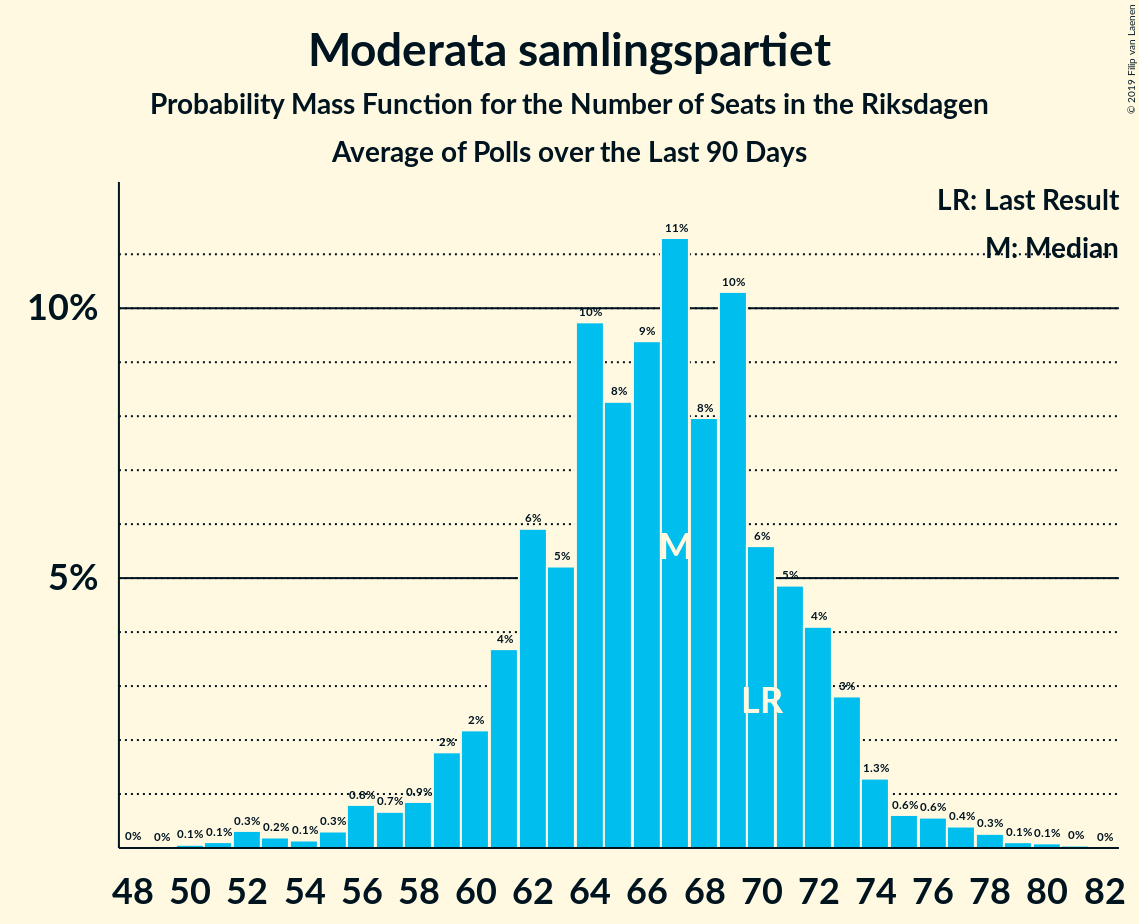 Moderata samlingspartiet
Probability Mass Function for the Number of Seats in the Riksdagen
Average of Polls over the Last 90 Days
© 2019 Filip van Laenen
LR: Last Result
M: Median
10%
5%
0% 0% 0.1% 0.1% 0.3% 0.2% 0.1% 0.3% 0.8% 0.7% 0.9% 2% 2% 4% 6% 5% 10% 8% 9% 11% 8% 10% 6% 5% 4% 3% 1.3% 0.6% 0.6% 0.4% 0.3% 0.1% 0.1% 0% 0%
M
LR
48 50 52 54 56 58 60 62 64 66 68 70 72 74 76 78 80 82